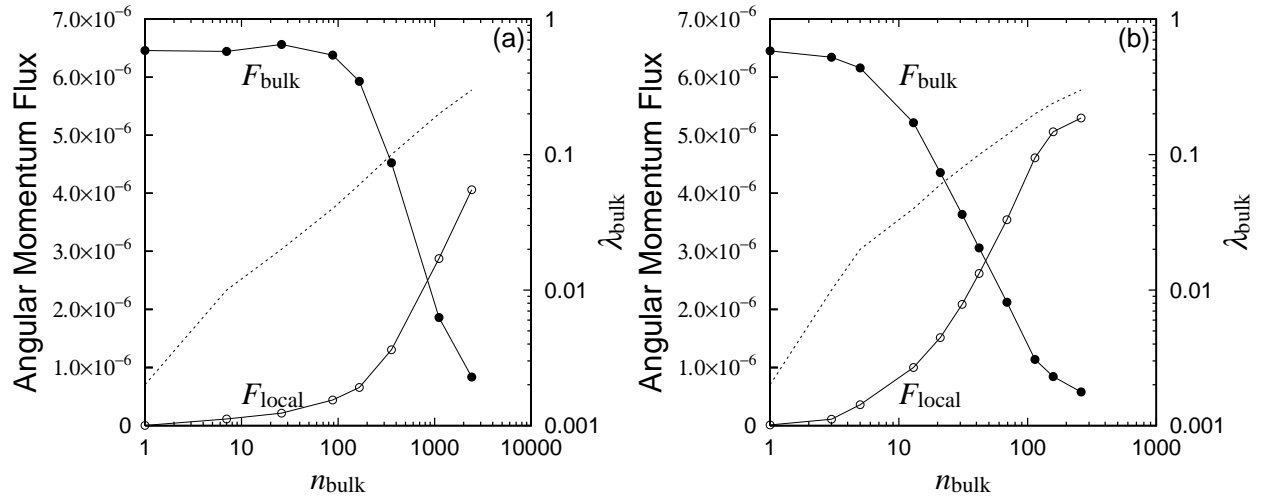 (a)
Angular Momentum Flux
7.0×10⁻⁶
6.0×10⁻⁶
5.0×10⁻⁶
4.0×10⁻⁶
3.0×10⁻⁶
2.0×10⁻⁶
1.0×10⁻⁶
0
F_bulk
F_local
1
0.1
0.01
0.001
λ_bulk
1 10 100 1000 10000
n_bulk
(b)
Angular Momentum Flux
7.0×10⁻⁶
6.0×10⁻⁶
5.0×10⁻⁶
4.0×10⁻⁶
3.0×10⁻⁶
2.0×10⁻⁶
1.0×10⁻⁶
0
F_bulk
F_local
1
0.1
0.01
0.001
λ_bulk
1 10 100 1000
n_bulk